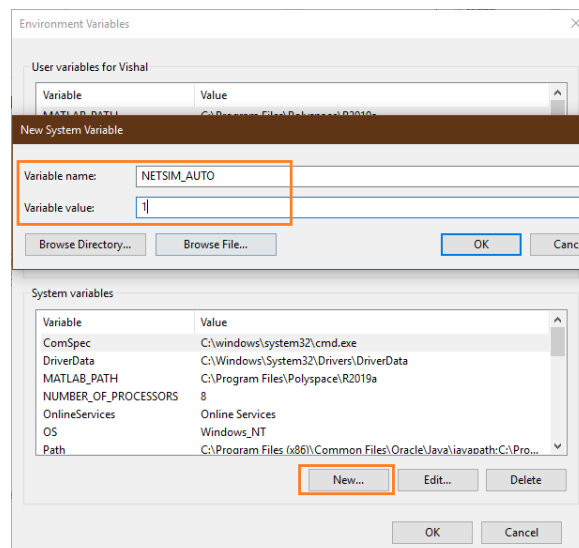 Environment Variables
User variables for Vishal
Variable Value
MATLAB_PATH C:\Program Files\Polyspace\R2019a
New System Variable
Variable name: NETSIM_AUTO
Variable value: 1
Browse Directory... Browse File... OK Canc
System variables
Variable Value
ComSpec C:\windows\system32\cmd.exe
DriverData C:\Windows\System32\Drivers\DriverData
MATLAB_PATH C:\Program Files\Polyspace\R2019a
NUMBER_OF_PROCESSORS 8
OnlineServices Online Services
OS Windows_NT
Path C:\Program Files (x86)\Common Files\Oracle\Java\javapath;C:\Pro...
New... Edit... Delete
OK Cancel